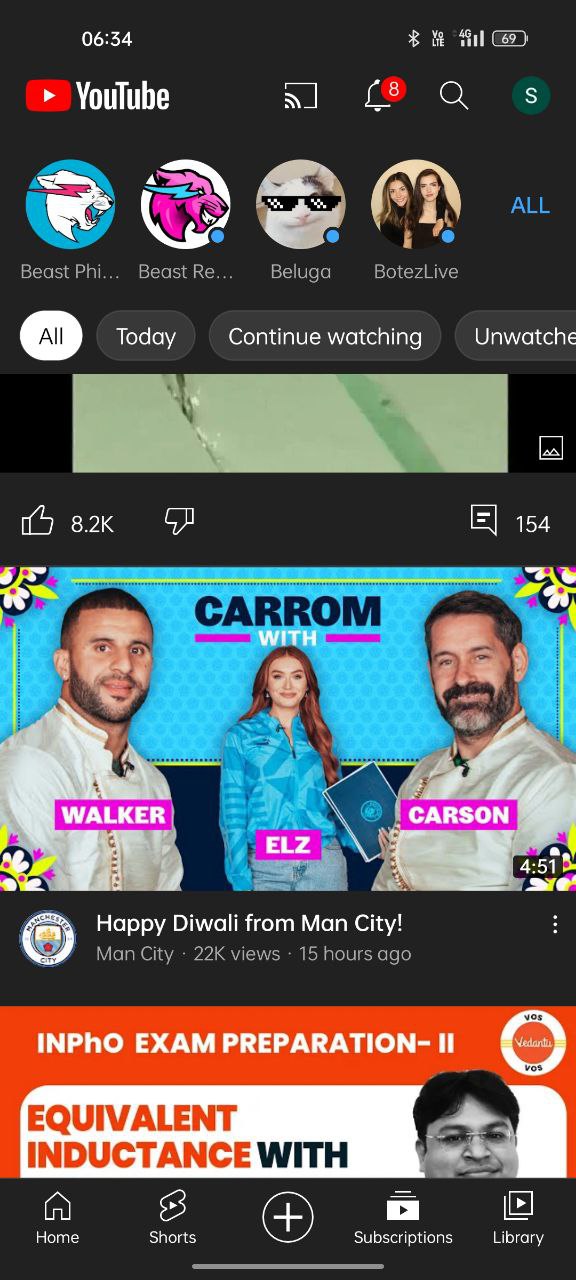 06:34
Vo LTE
4G
69
YouTube
8
S
Beast Phi...
Beast Re...
Beluga
BotezLive
ALL
All
Today
Continue watching
Unwatche
8.2K
154
CARROM
WITH
WALKER
ELZ
CARSON
4:51
MANCHESTER
CITY
Happy Diwali from Man City!
Man City · 22K views · 15 hours ago
INPhO EXAM PREPARATION- II
VOS
Vedantu
VOS
EQUIVALENT
INDUCTANCE WITH
Home
Shorts
Subscriptions
Library